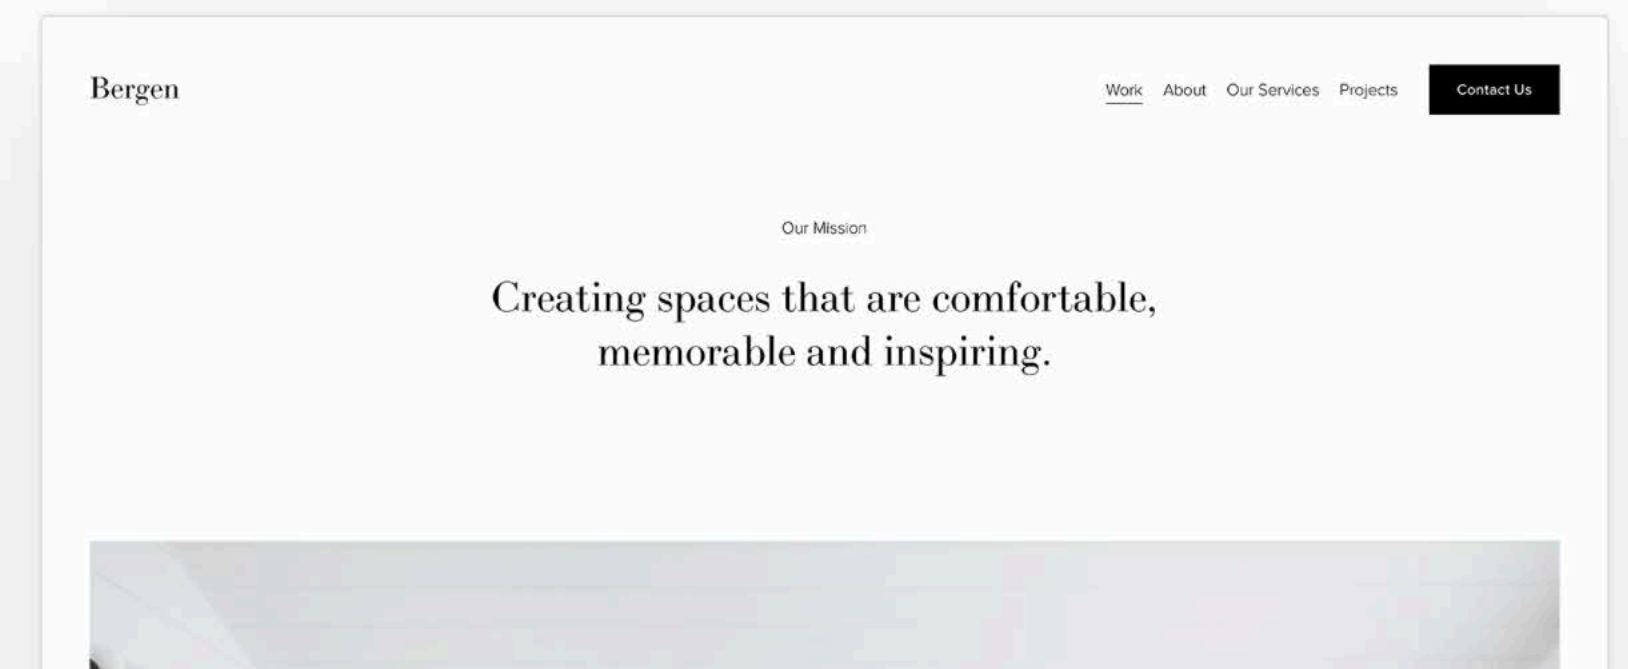 Bergen
Work About Our Services Projects Contact Us
Our Mission
Creating spaces that are comfortable,
memorable and inspiring.